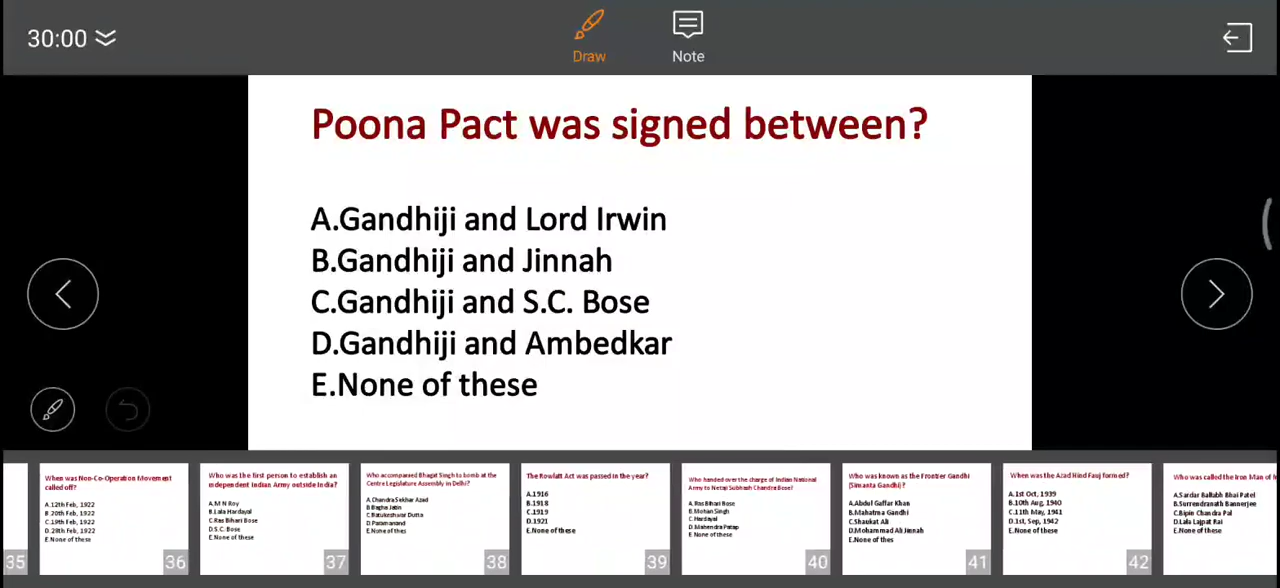 30:00
Draw
Note
Poona Pact was signed between?
A.Gandhiji and Lord Irwin
B.Gandhiji and Jinnah
C.Gandhiji and S.C. Bose
D.Gandhiji and Ambedkar
E.None of these
35
When was Non-Co-Operation Movement
called off?
A.12th Feb, 1922
B.20th Feb, 1922
C.19th Feb, 1922
D.28th Feb, 1922
E.None of these
36
Who was the first person to establish an
independent Indian Army outside India?
A.M N Roy
B.Lala Hardayal
C.Ras Bihari Bose
D.S.C. Bose
E.None of these
37
Who accompanied Bhagat Singh to bomb at the
Centre Legislature Assembly in Delhi?
A.Chandra Sekhar Azad
B.Bagha Jatin
C.Batukeshwar Dutta
D.Paramanand
E.None of thes
38
The Rowlatt Act was passed in the year?
A.1916
B.1918
C.1919
D.1921
E.None of these
39
Who handed over the charge of Indian National
Army to Netaji Subhash Chandra Bose?
A.Ras Bihari Bose
B.Mohan Singh
C.Hardayal
D.Mahendra Patap
E.None of these
40
Who was known as the Frontier Gandhi
(Simanta Gandhi)?
A.Abdul Gaffar Khan
B.Mahatma Gandhi
C.Shaukat Ali
D.Mohammad Ali Jinnah
E.None of thes
41
When was the Azad Hind Fauj formed?
A.1st Oct, 1939
B.10th Aug, 1940
C.11th May, 1941
D.1st, Sep, 1942
E.None of these
42
Who was called the Iron Man of
A.Sardar Ballabh Bhai Patel
B.Surrendranath Bannerjee
C.Bipin Chandra Pal
D.Lala Lajpat Rai
E.None of these